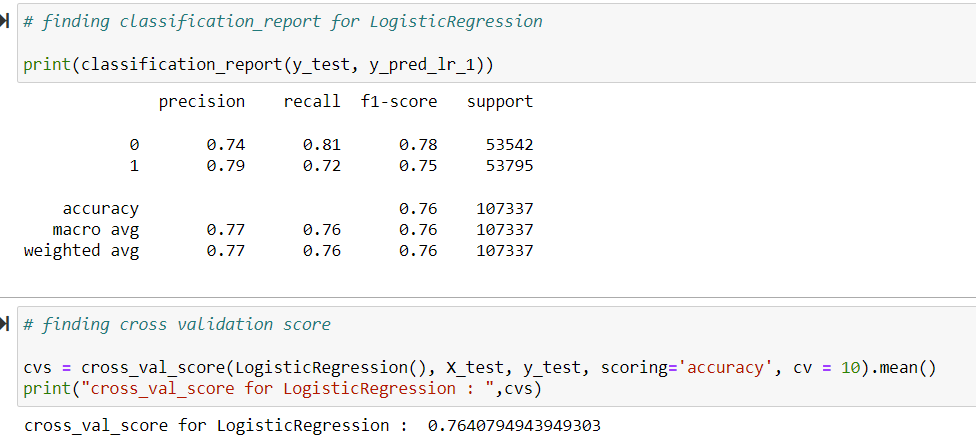 # finding classification_report for LogisticRegression
print(classification_report(y_test, y_pred_lr_1))
precision recall f1-score support
0 0.74 0.81 0.78 53542
1 0.79 0.72 0.75 53795
accuracy 0.76 107337
macro avg 0.77 0.76 0.76 107337
weighted avg 0.77 0.76 0.76 107337
# finding cross validation score
cvs = cross_val_score(LogisticRegression(), X_test, y_test, scoring='accuracy', cv = 10).mean()
print("cross_val_score for LogisticRegression : ",cvs)
cross_val_score for LogisticRegression :  0.7640794943949303